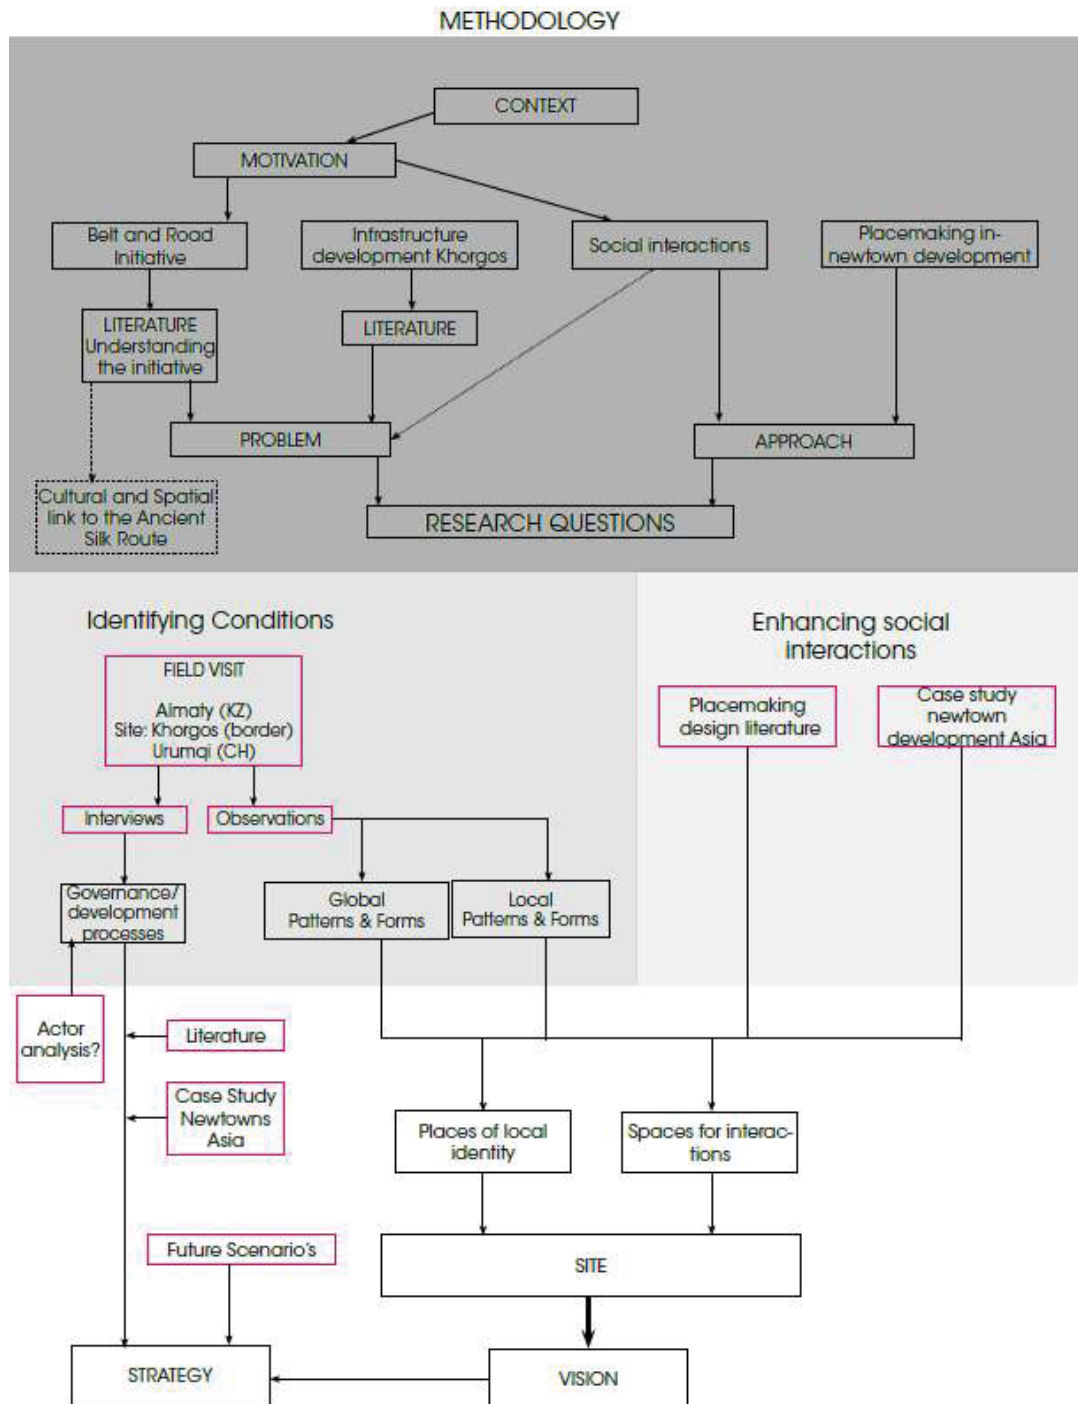 METHODOLOGY
CONTEXT
MOTIVATION
Belt and Road
Initiative
Infrastructure
development Khorgos
Social interactions
Placemaking in-
newtown development
LITERATURE
Understanding
the initiative
LITERATURE
PROBLEM
APPROACH
Cultural and Spatial
link to the Ancient
Silk Route
RESEARCH QUESTIONS
Identifying Conditions
Enhancing social
interactions
FIELD VISIT
Almaty (KZ)
Site: Khorgos (border)
Urumqi (CH)
Placemaking
design literature
Case study
newtown
development Asia
Interviews
Observations
Governance/
development
processes
Global
Patterns & Forms
Local
Patterns & Forms
Actor
analysis?
Literature
Case Study
Newtowns
Asia
Places of local
identity
Spaces for interac-
tions
Future Scenario's
SITE
STRATEGY
VISION